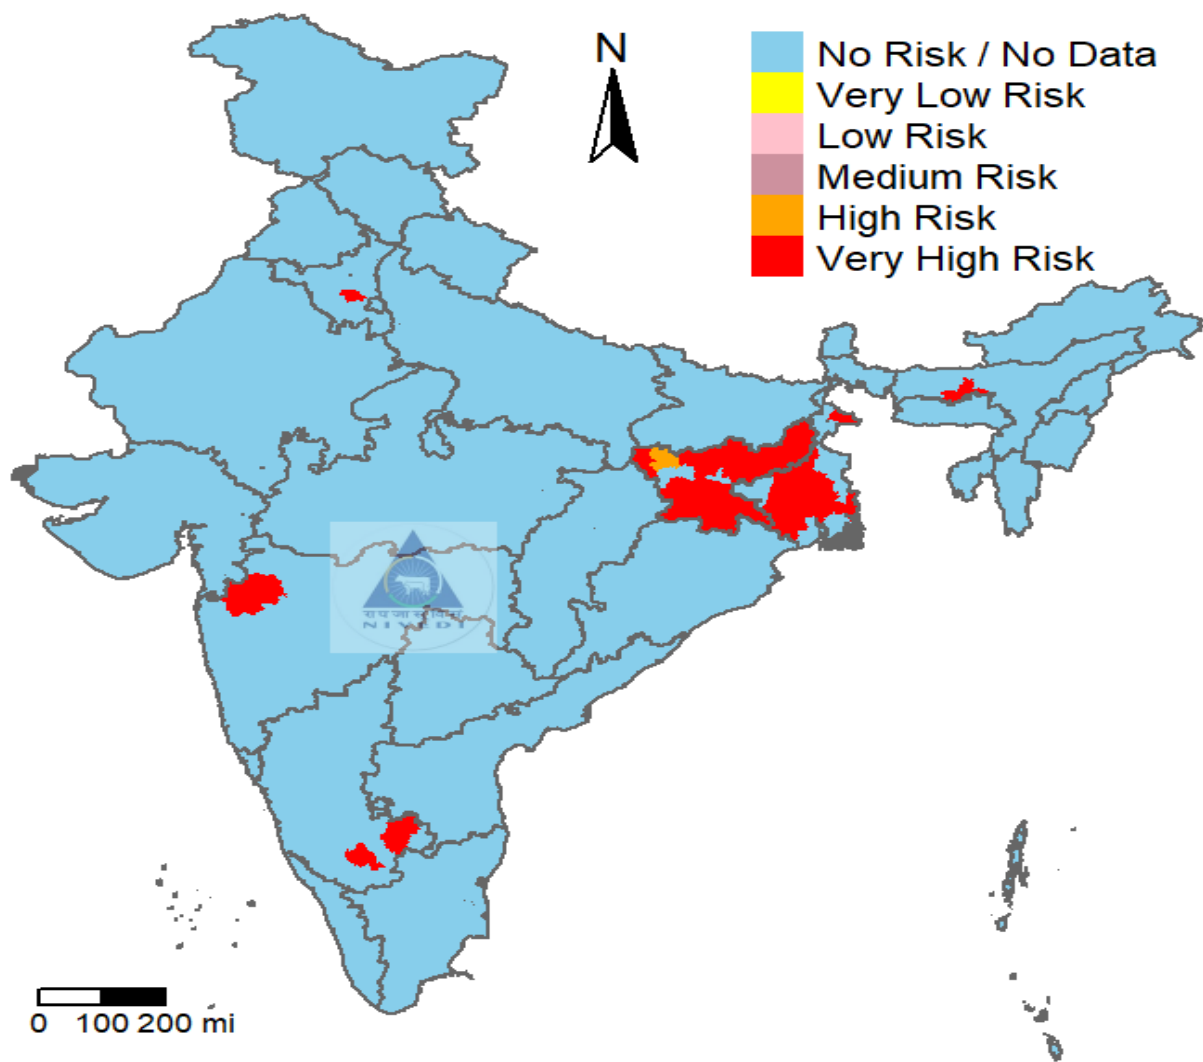 N
No Risk / No Data
Very Low Risk
Low Risk
Medium Risk
High Risk
Very High Risk
NIVEDI
0 100 200 mi